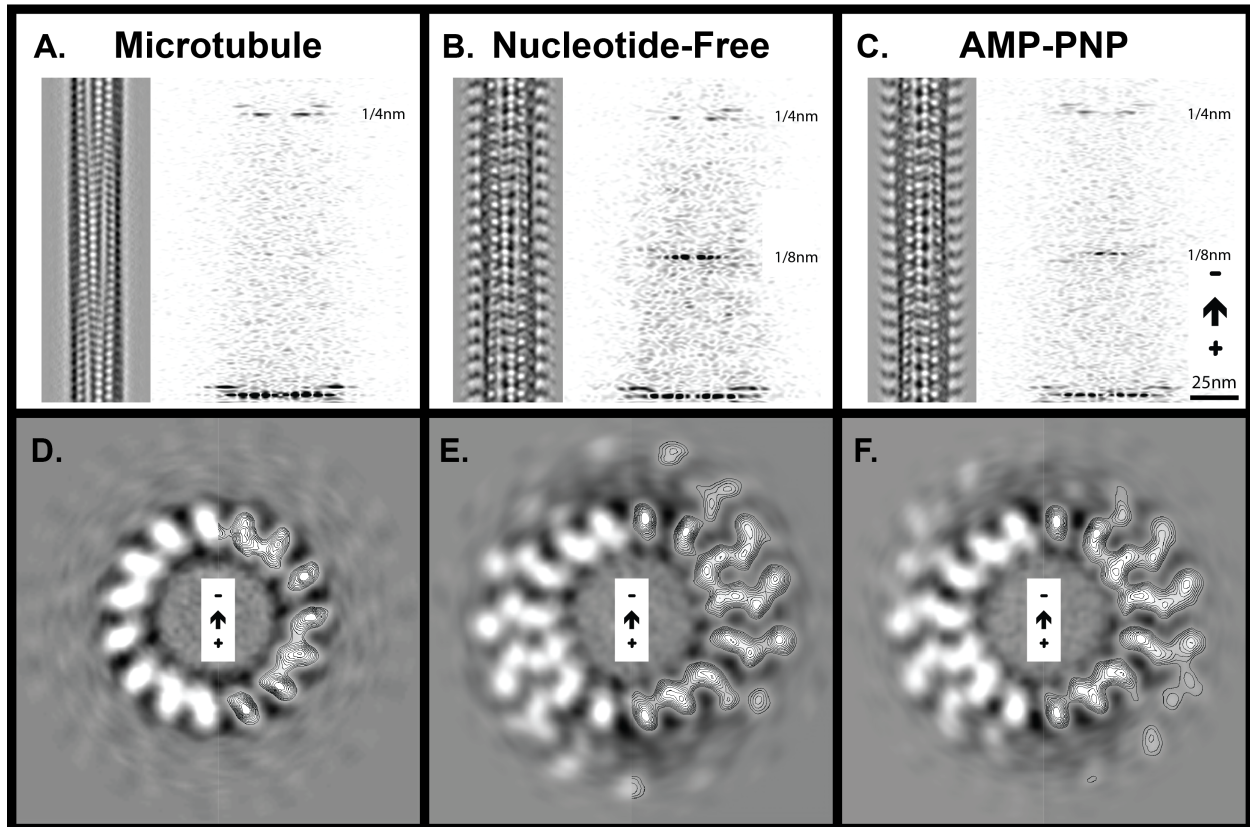 A. Microtubule
1/4nm
B. Nucleotide-Free
1/4nm
1/8nm
C. AMP-PNP
1/4nm
1/8nm
-
+
25nm
D.
-
+
E.
-
+
F.
-
+